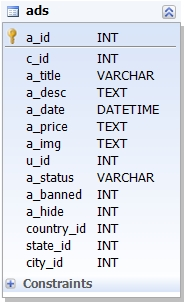 ads
a_id INT
c_id INT
a_title VARCHAR
a_desc TEXT
a_date DATETIME
a_price TEXT
a_img TEXT
u_id INT
a_status VARCHAR
a_banned INT
a_hide INT
country_id INT
state_id INT
city_id INT
Constraints